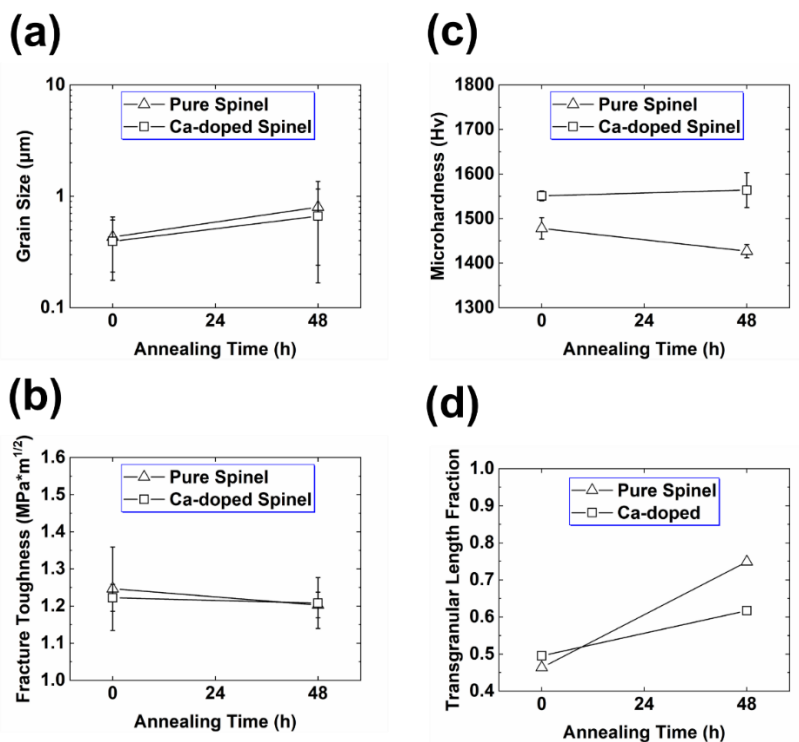 (a)
10
1
0.1
Grain Size (µm)
Pure Spinel
Ca-doped Spinel
0 24 48
Annealing Time (h)
(c)
1800
1700
1600
1500
1400
1300
Microhardness (Hv)
Pure Spinel
Ca-doped Spinel
0 24 48
Annealing Time (h)
(b)
1.6
1.5
1.4
1.3
1.2
1.1
1.0
Fracture Toughness (MPa*m1/2)
Pure Spinel
Ca-doped Spinel
0 24 48
Annealing Time (h)
(d)
1.0
0.9
0.8
0.7
0.6
0.5
0.4
Transgranular Length Fraction
Pure Spinel
Ca-doped
0 24 48
Annealing Time (h)